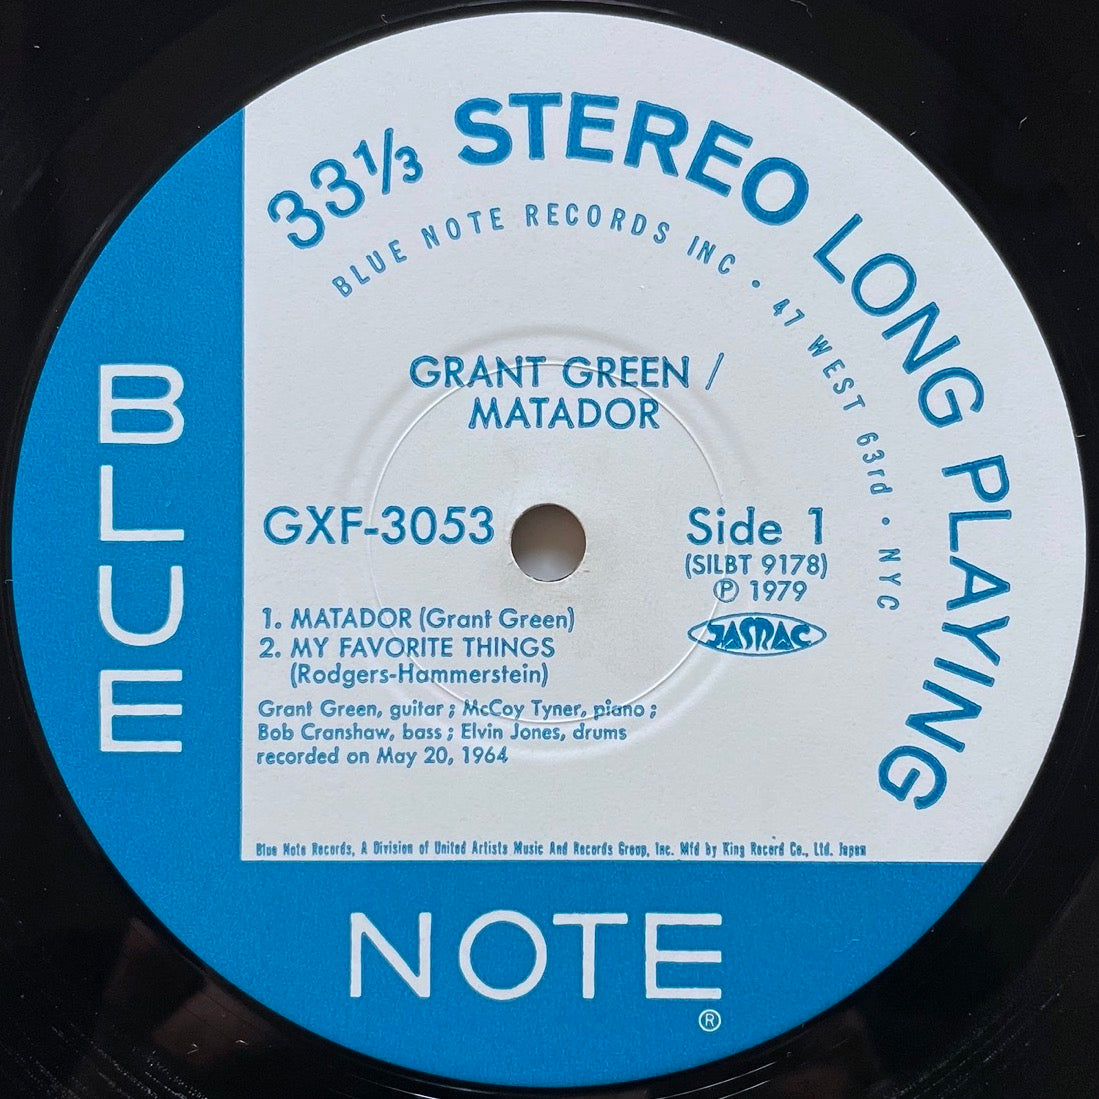 33⅓ STEREO LONG PLAYING
BLUE NOTE RECORDS INC • 47 WEST 63rd • NYC
GRANT GREEN /
MATADOR
GXF-3053
Side 1
(SILBT 9178)
Ⓟ 1979
JASRAC
1. MATADOR (Grant Green)
2. MY FAVORITE THINGS
(Rodgers-Hammerstein)
Grant Green, guitar ; McCoy Tyner, piano ;
Bob Cranshaw, bass ; Elvin Jones, drums
recorded on May 20, 1964
Blue Note Records, A Division of United Artists Music And Records Group, Inc. Mfd by King Record Co., Ltd. Japan
BLUE
NOTE
®